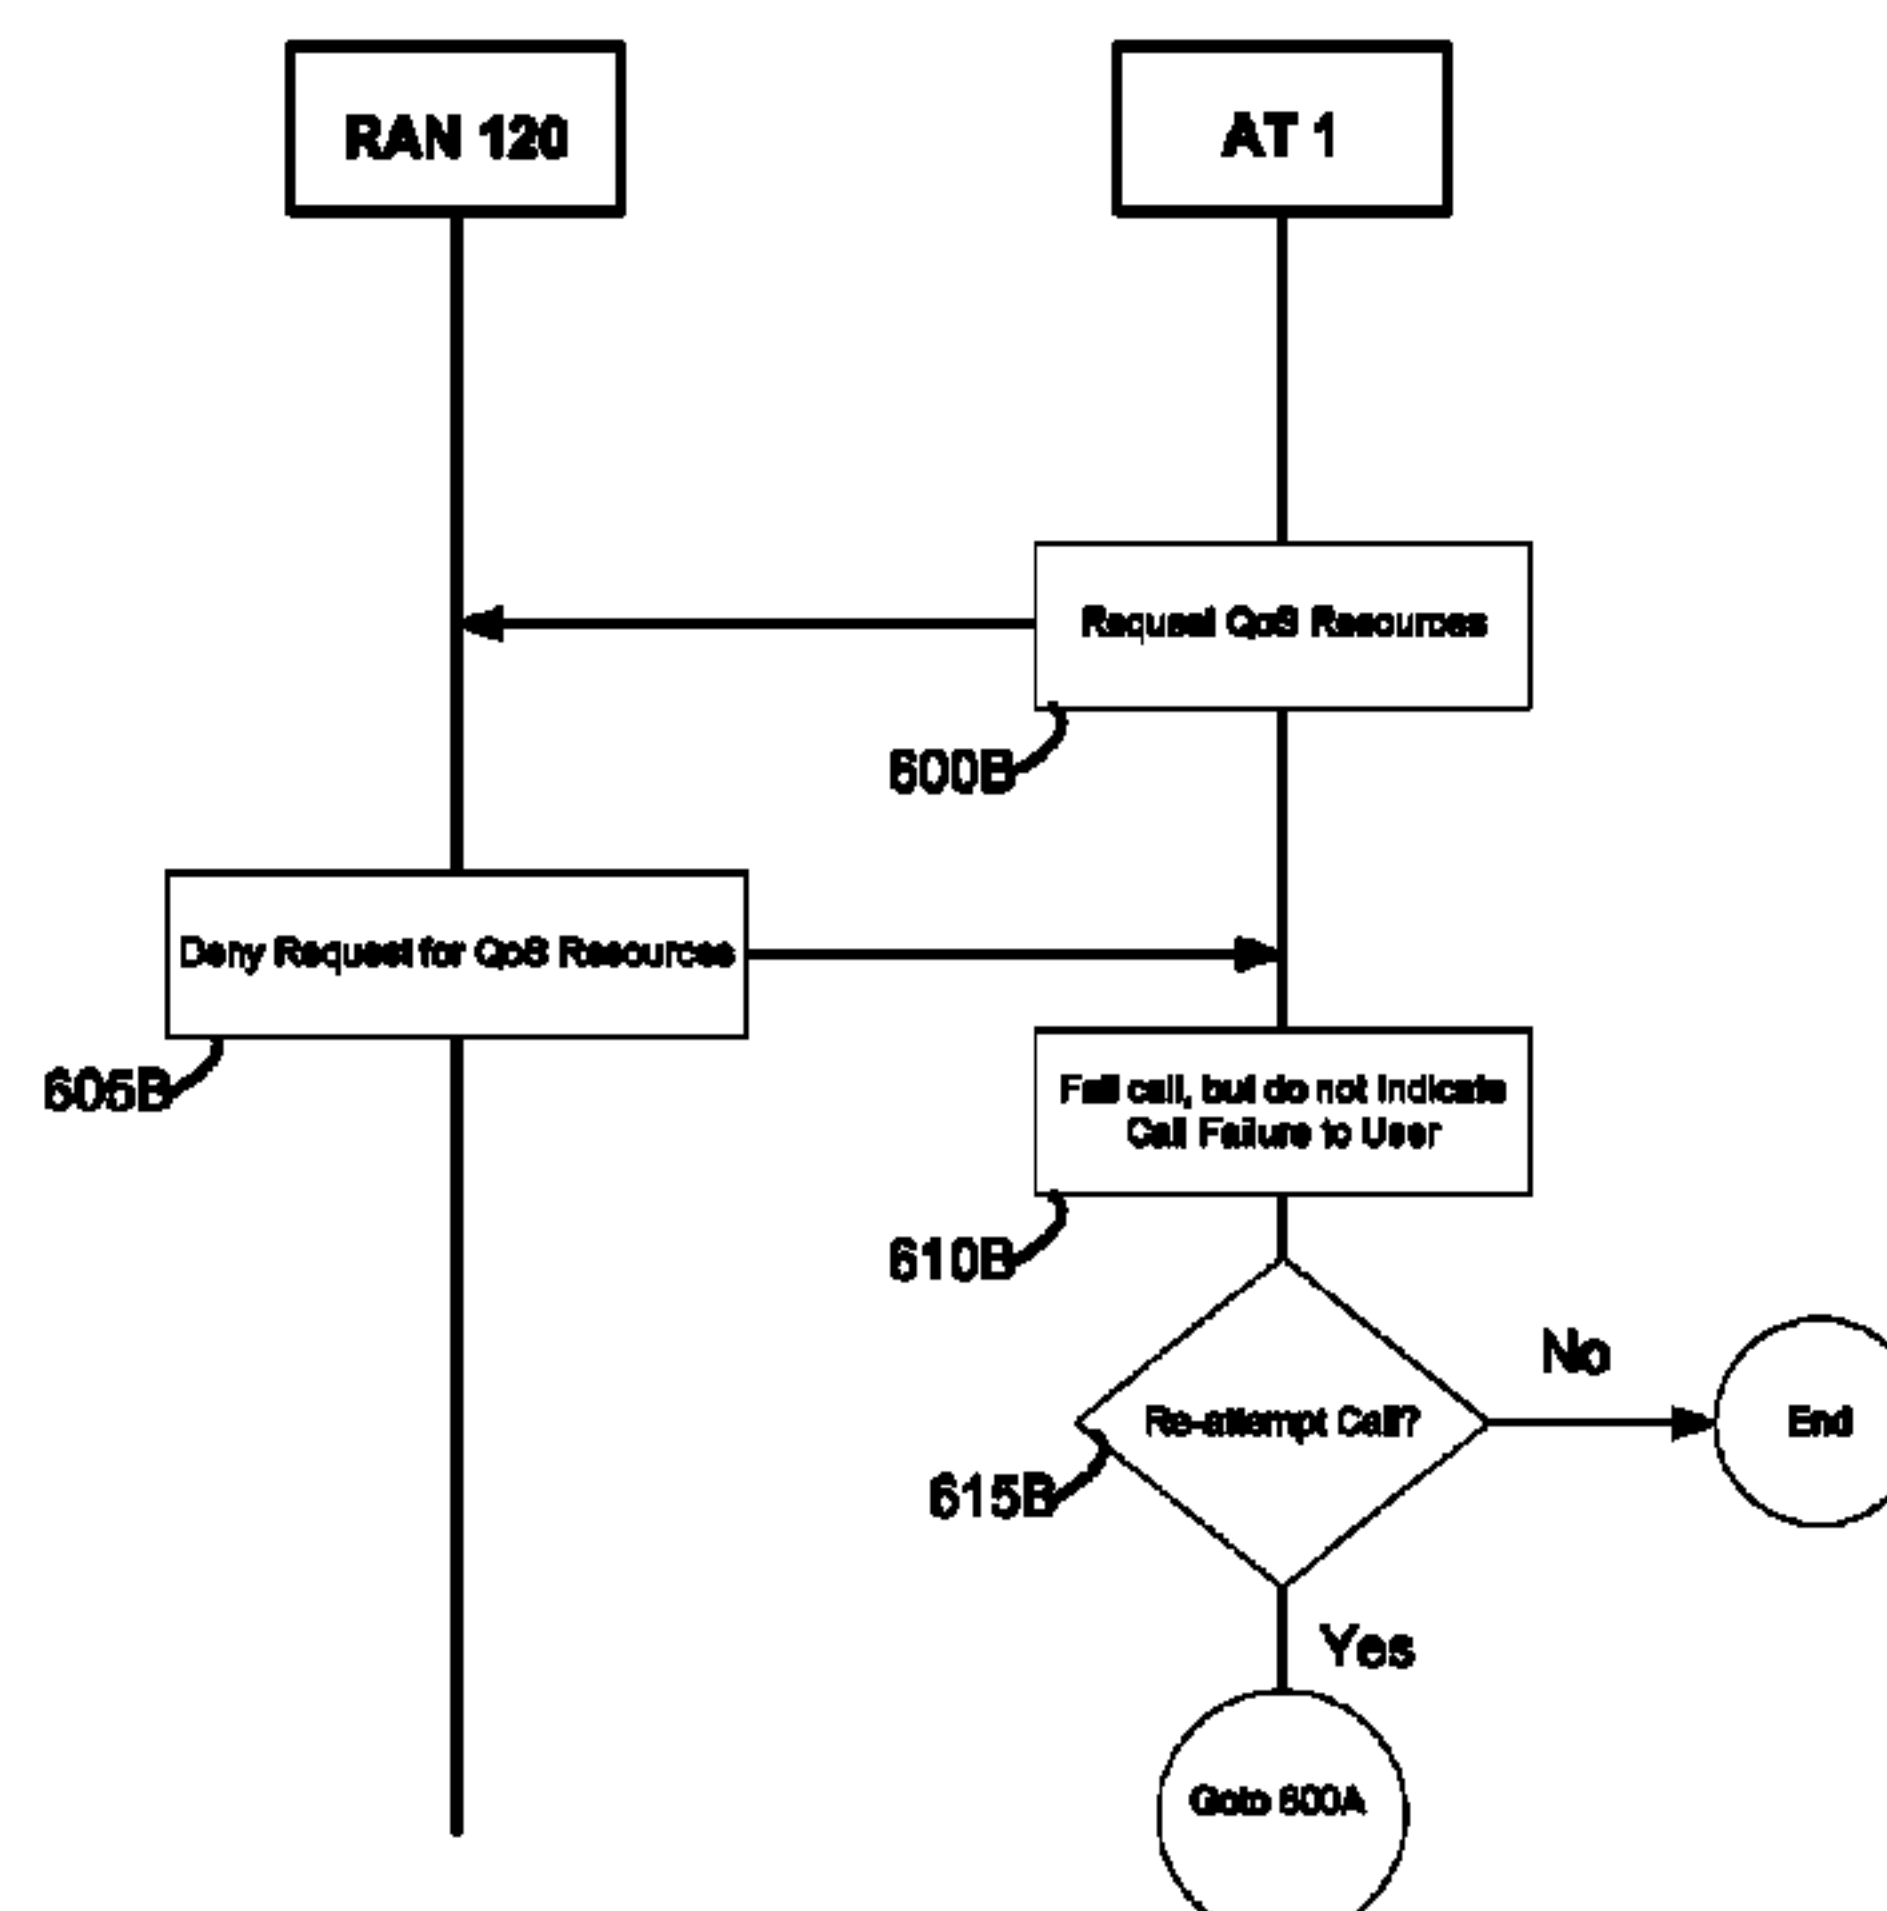 RAN 120
AT 1
Request QoS Resources
600B
Deny Request for QoS Resources
605B
Fail call, but do not indicate
Call Failure to User
610B
Re-attempt Call?
No
End
615B
Yes
Goto 600A